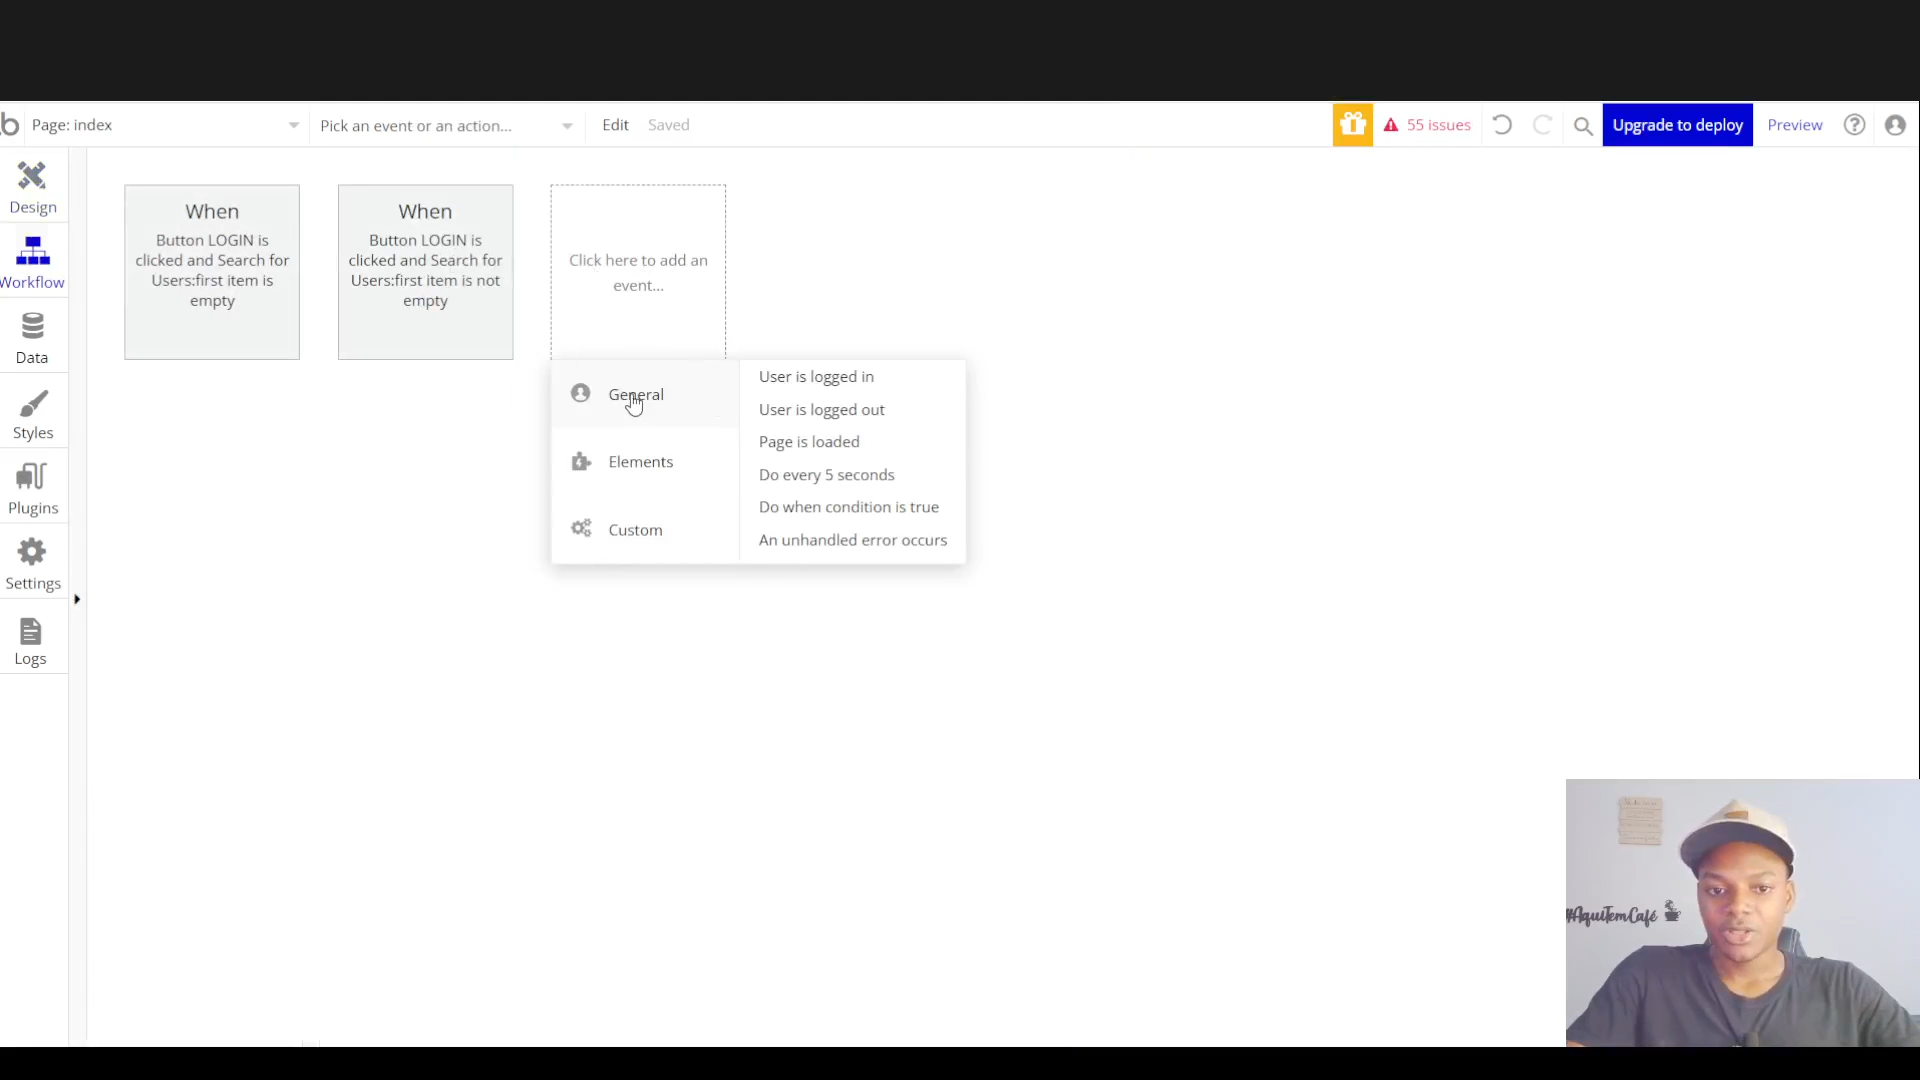 Page: index
Pick an event or an action...
Edit
Saved
55 issues
Upgrade to deploy
Preview
Design
Workflow
Data
Styles
Plugins
Settings
Logs
When
Button LOGIN is
clicked and Search for
Users:first item is
empty
When
Button LOGIN is
clicked and Search for
Users:first item is not
empty
Click here to add an
event...
General
Elements
Custom
User is logged in
User is logged out
Page is loaded
Do every 5 seconds
Do when condition is true
An unhandled error occurs
#AquiTemCafé